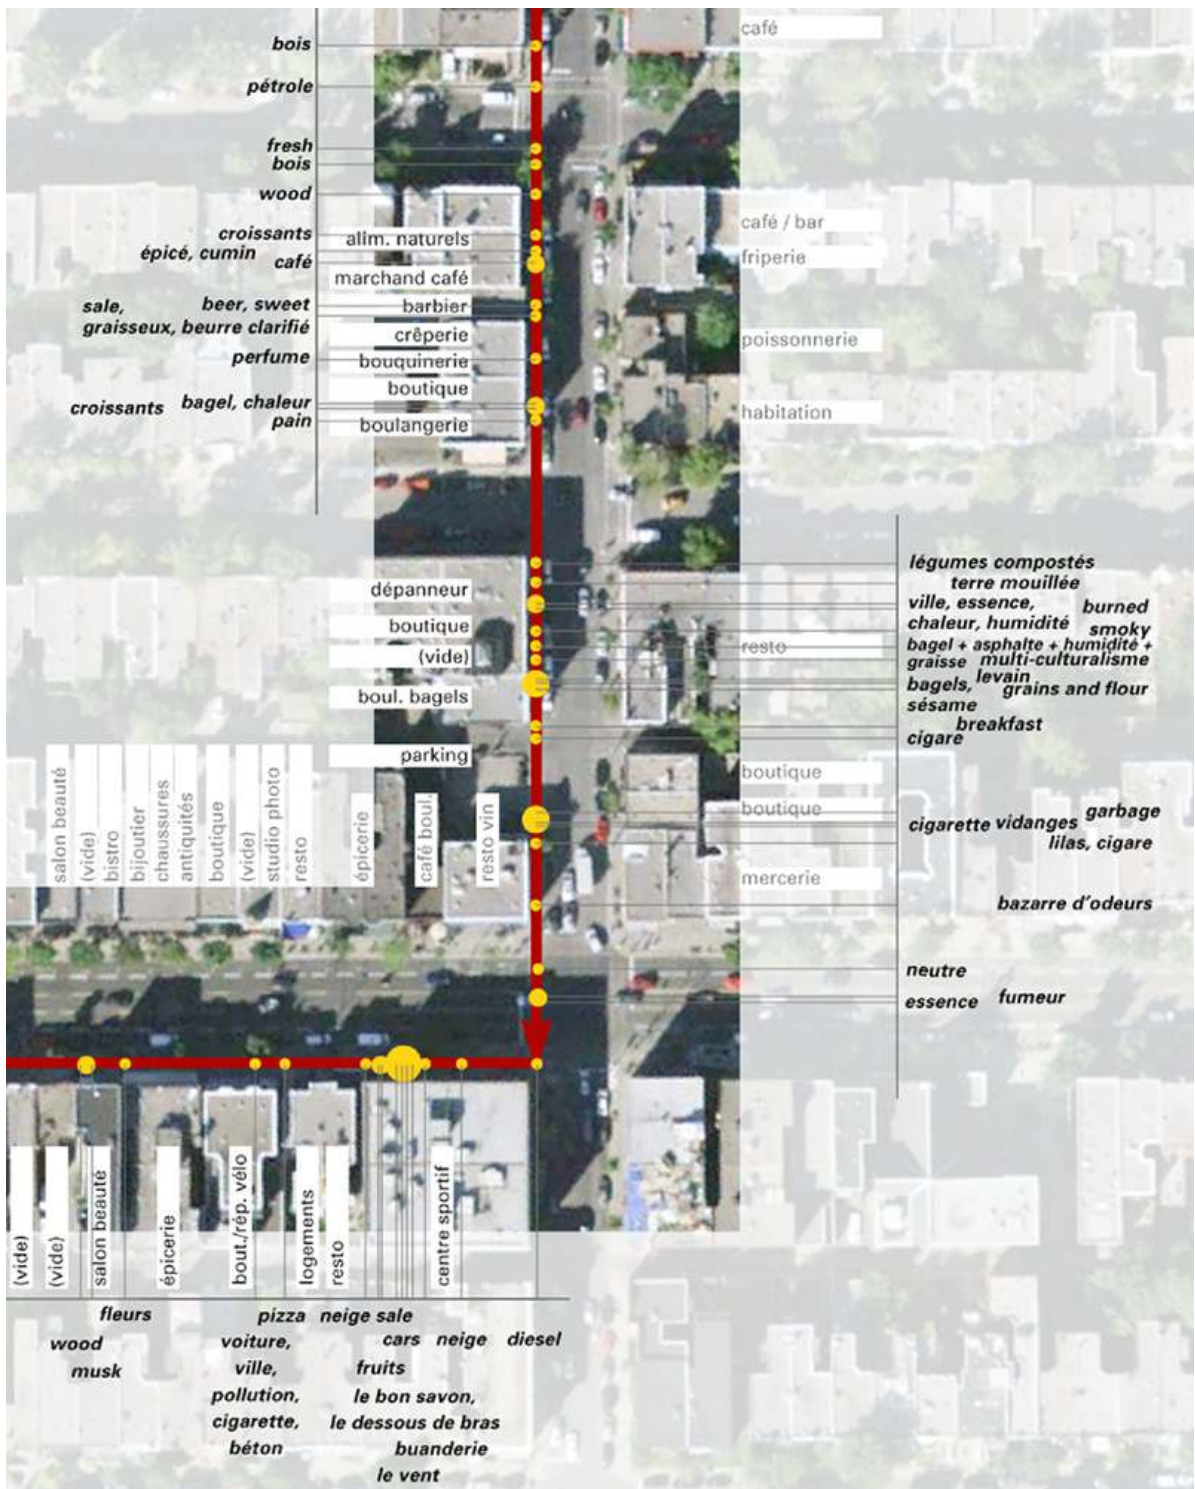 café
bois
pétrole
fresh
bois
wood
croissants
alim. naturels
café / bar
épicé, cumin
café
friperie
marchand café
sale,
beer, sweet
barbier
graisseux, beurre clarifié
crêperie
poissonnerie
perfume
bouquinerie
boutique
croissants
bagel, chaleur
habitation
pain
boulangerie
légumes compostés
dépanneur
terre mouillée
ville, essence,
burned
chaleur, humidité
boutique
smoky
bagel + asphalte + humidité +
resto
(vide)
graisse
multi-culturalisme
levain
boul. bagels
bagels,
grains and flour
sésame
breakfast
cigare
parking
boutique
boutique
garbage
cigarette
vidanges
lilas, cigare
mercerie
bazarre d'odeurs
salon beauté
(vide)
bistro
bijoutier
chaussures
antiquités
boutique
(vide)
studio photo
resto
épicerie
café boul.
resto vin
neutre
essence
fumeur
(vide)
(vide)
salon beauté
épicerie
bout./rép. vélo
logements
resto
centre sportif
fleurs
pizza
neige sale
wood
voiture,
cars
neige
diesel
musk
ville,
fruits
pollution,
le bon savon,
cigarette,
le dessous de bras
béton
buanderie
le vent